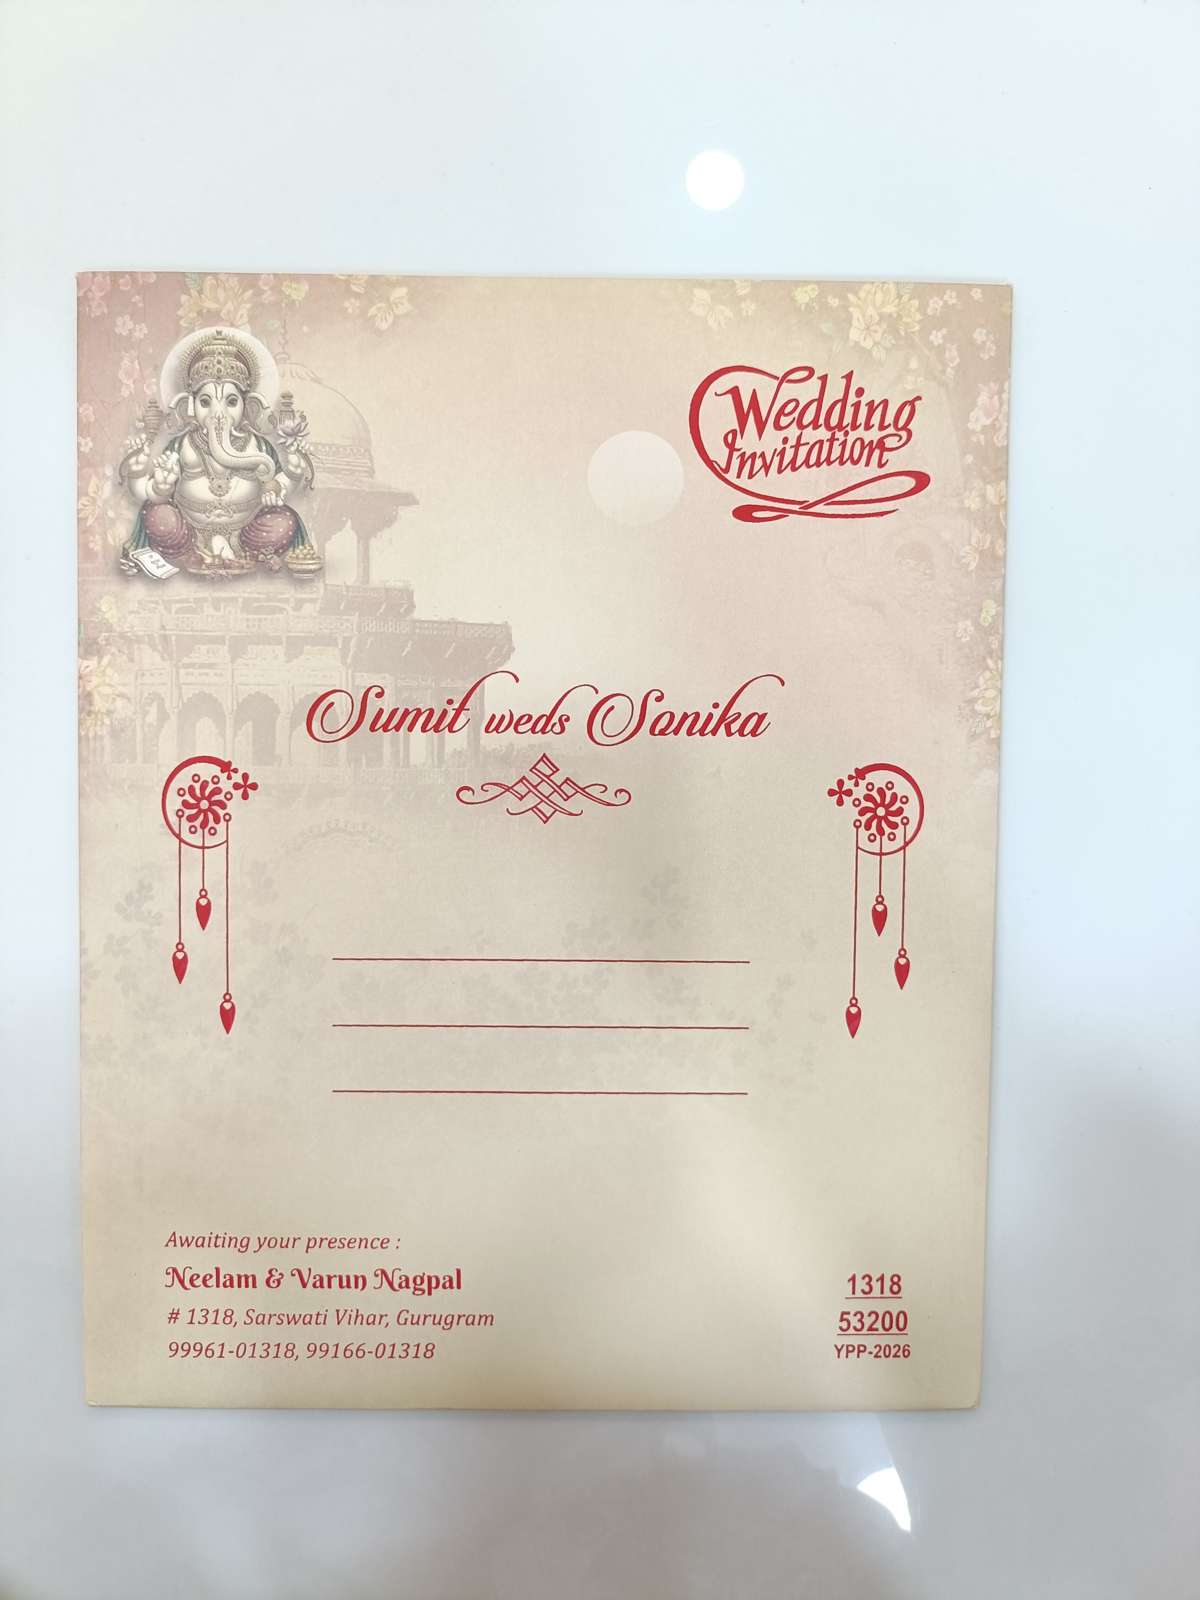 Wedding
Invitation
Sumit weds Sonika
Awaiting your presence :
Neelam & Varun Nagpal
# 1318, Sarswati Vihar, Gurugram
99961-01318, 99166-01318
1318
53200
YPP-2026